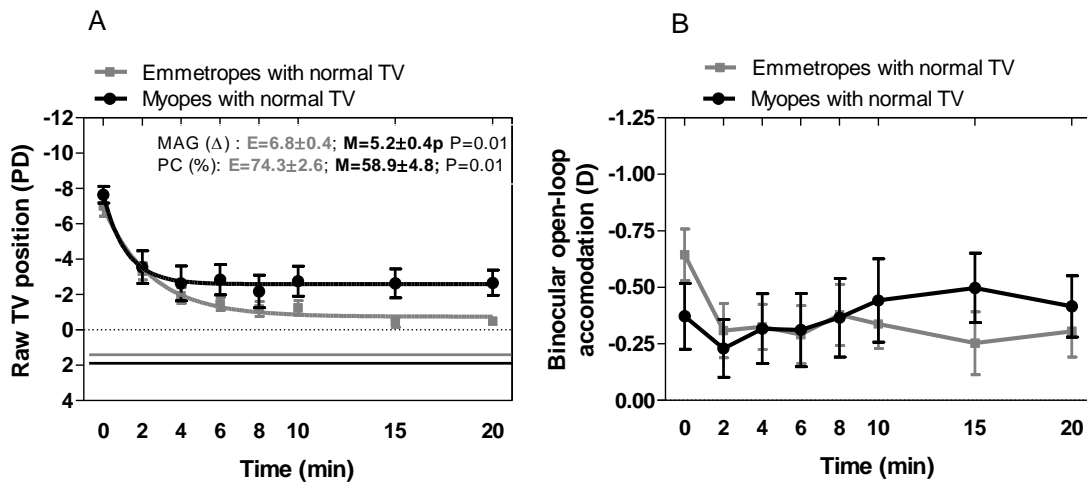 A
Emmetropes with normal TV
Myopes with normal TV
MAG (Δ) : E=6.8±0.4; M=5.2±0.4p P=0.01
PC (%): E=74.3±2.6; M=58.9±4.8; P=0.01
Raw TV position (PD)
-12
-10
-8
-6
-4
-2
0
2
4
0 2 4 6 8 10 15 20
Time (min)
B
Emmetropes with normal TV
Myopes with normal TV
Binocular open-loop
accomodation (D)
-1.25
-1.00
-0.75
-0.50
-0.25
0.00
0 2 4 6 8 10 15 20
Time (min)